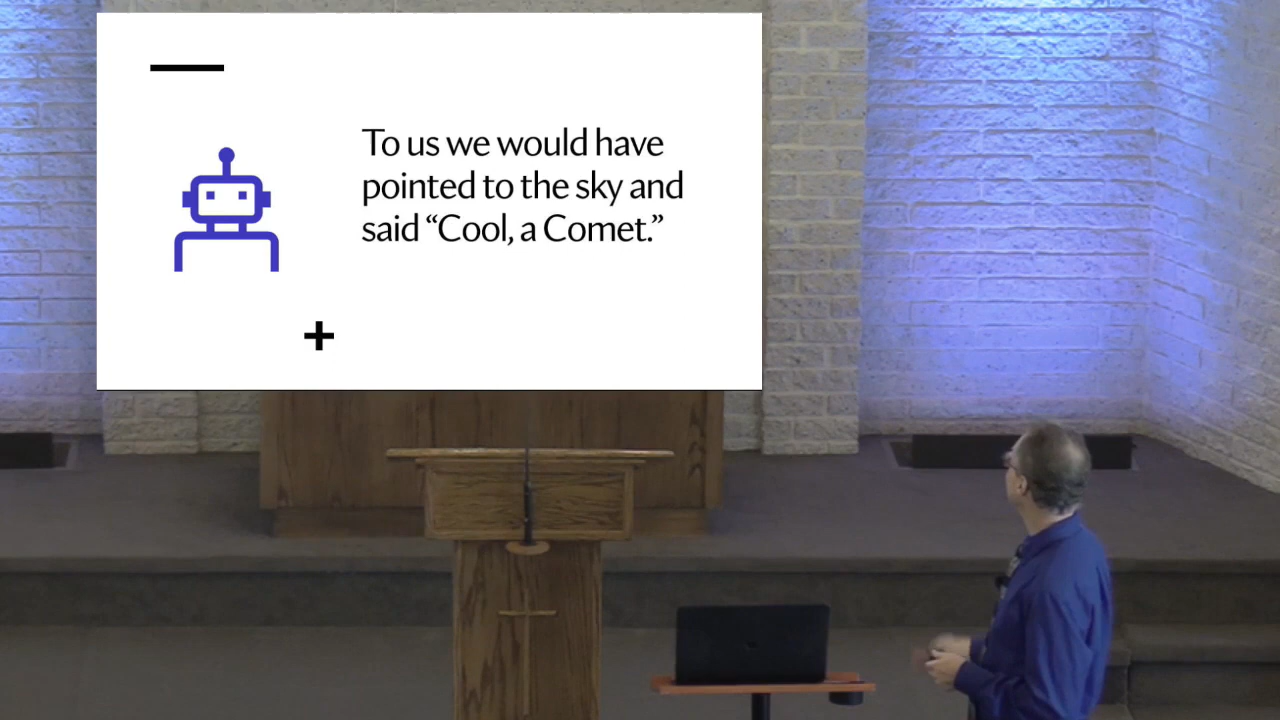 To us we would have
pointed to the sky and
said “Cool, a Comet.”